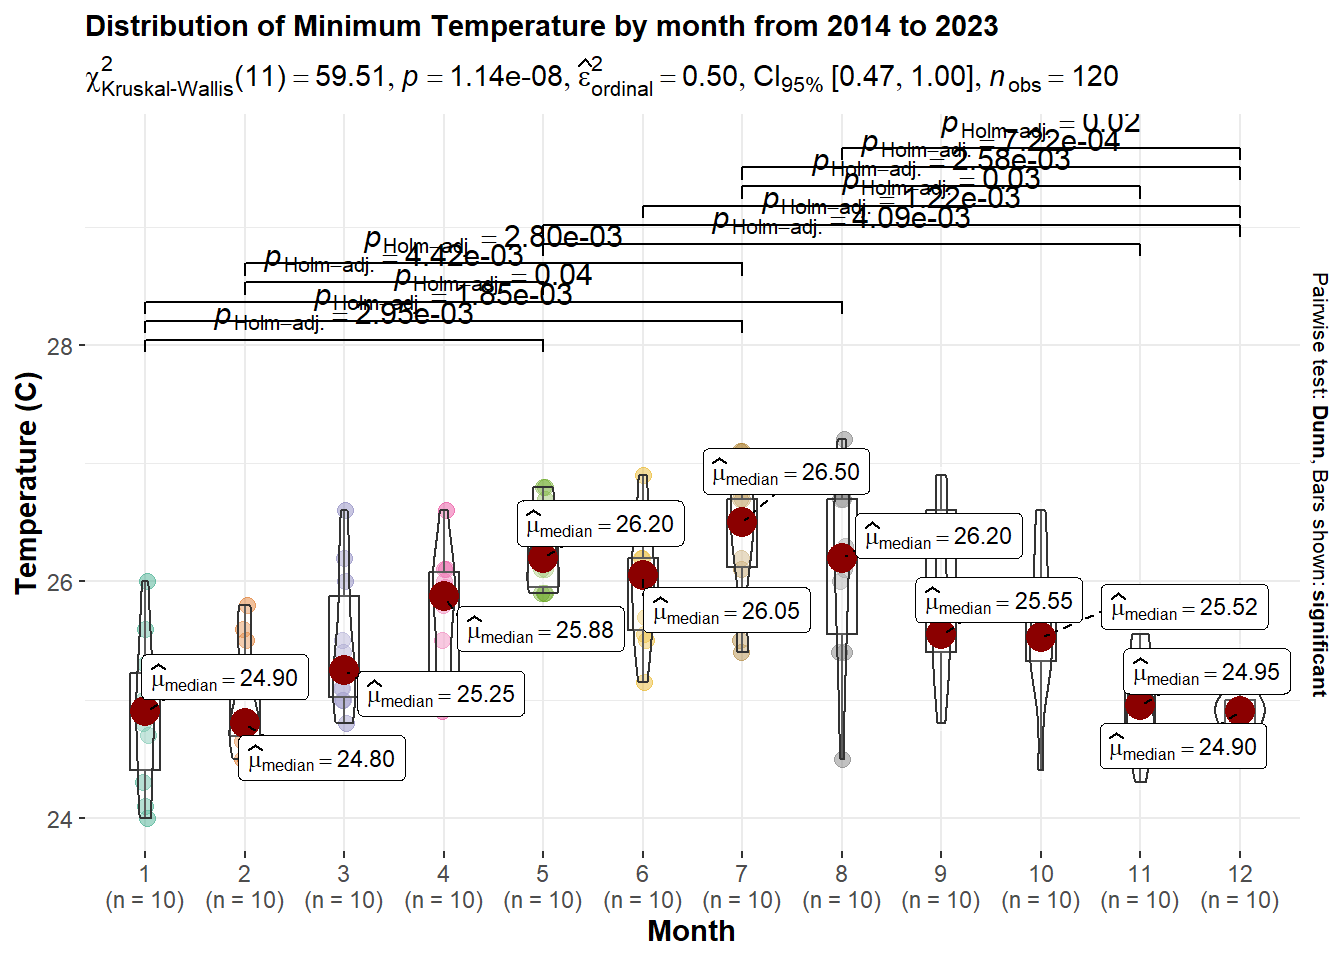 Distribution of Minimum Temperature by month from 2014 to 2023
χ²Kruskal-Wallis(11) = 59.51, p = 1.14e-08, ε̂²ordinal = 0.50, CI95% [0.47, 1.00], nobs = 120
pHolm−adj. = 0.02
pHolm−adj. = 7.22e-04
pHolm−adj. = 2.58e-03
pHolm−adj. = 0.03
pHolm−adj. = 1.22e-03
pHolm−adj. = 4.09e-03
pHolm−adj. = 2.80e-03
pHolm−adj. = 4.42e-03
pHolm−adj. = 0.04
pHolm−adj. = 1.85e-03
pHolm−adj. = 2.95e-03
Temperature (C)
28
26
24
μ̂median = 24.90
μ̂median = 24.80
μ̂median = 25.25
μ̂median = 25.88
μ̂median = 26.20
μ̂median = 26.05
μ̂median = 26.50
μ̂median = 26.20
μ̂median = 25.55
μ̂median = 25.52
μ̂median = 24.95
μ̂median = 24.90
Pairwise test: Dunn, Bars shown: significant
1 2 3 4 5 6 7 8 9 10 11 12
(n = 10) (n = 10) (n = 10) (n = 10) (n = 10) (n = 10) (n = 10) (n = 10) (n = 10) (n = 10) (n = 10) (n = 10)
Month